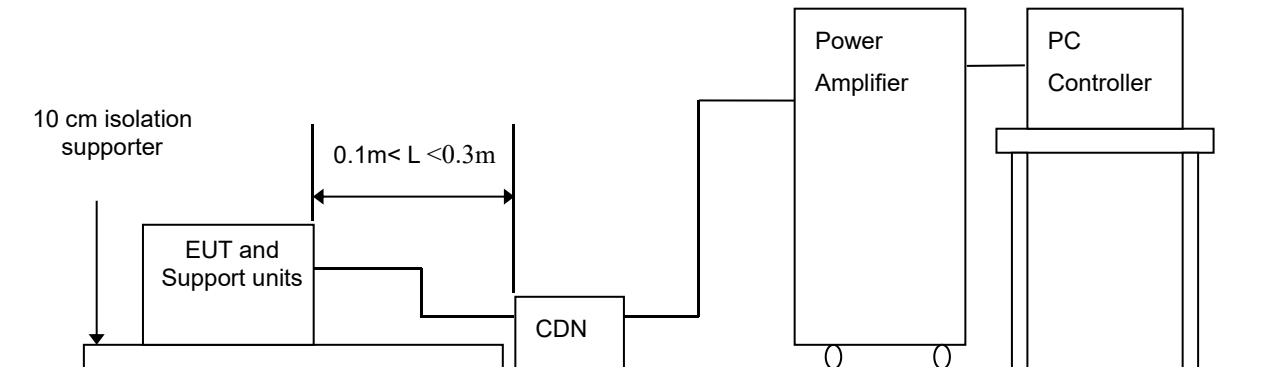 Power
Amplifier
PC
Controller
10 cm isolation
supporter
0.1m< L <0.3m
EUT and
Support units
CDN